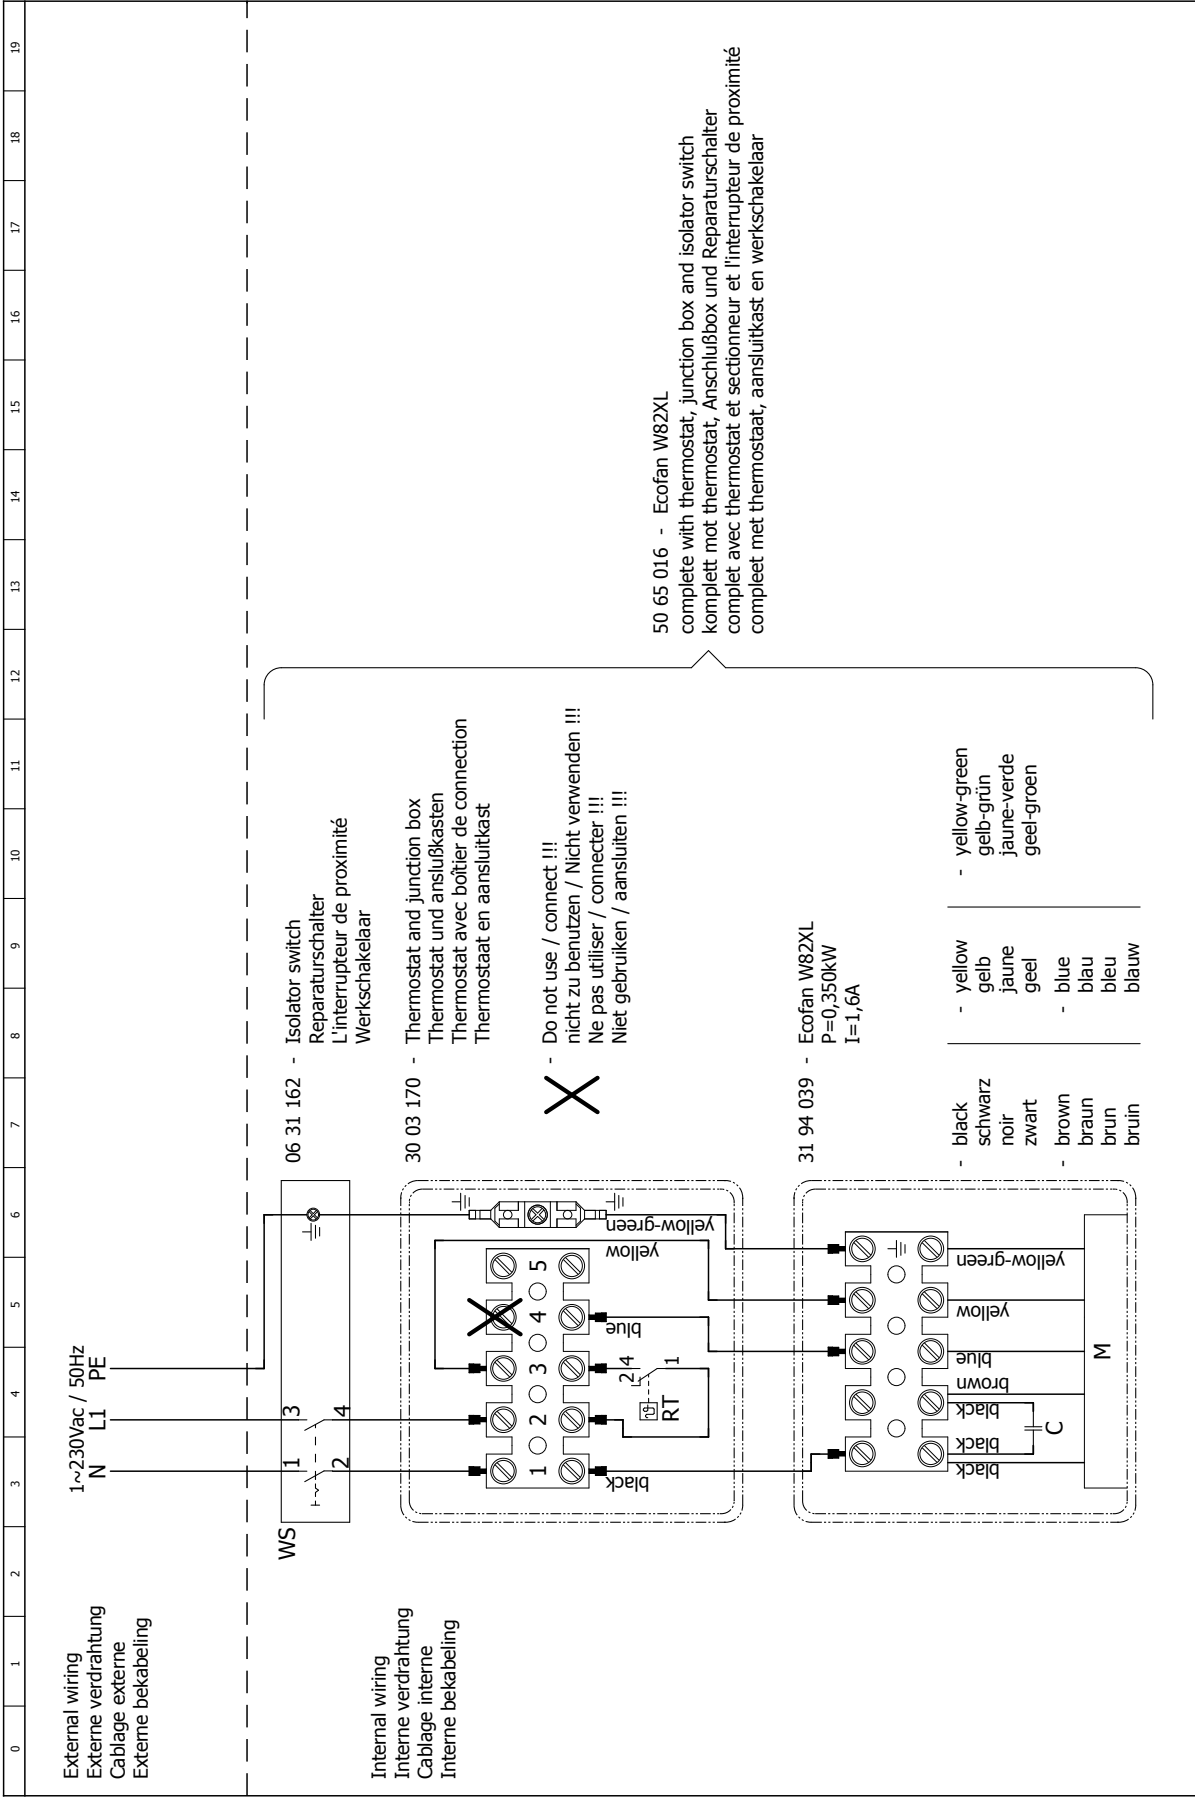 0 1 2 3 4 5 6 7 8 9 10 11 12 13 14 15 16 17 18 19
External wiring
Externe verdrahtung
Cablage externe
Externe bekabeling
1~230Vac / 50Hz
N L1 PE
Internal wiring
Interne verdrahtung
Cablage interne
Interne bekabeling
WS
1 3
2 4
06 31 162 - Isolator switch
Reparaturschalter
L'interrupteur de proximité
Werkschakelaar
30 03 170 - Thermostat and junction box
Thermostat und anslußkasten
Thermostat avec boîtier de connection
Thermostaat en aansluitkast
1 2 3 4 5
black
blue
yellow
yellow-green
2 4
1
RT
ϑ
- Do not use / connect !!!
nicht zu benutzen / Nicht verwenden !!!
Ne pas utiliser / connecter !!!
Niet gebruiken / aansluiten !!!
50 65 016 - Ecofan W82XL
complete with thermostat, junction box and isolator switch
komplett mot thermostat, Anschlußbox und Reparaturschalter
complet avec thermostat et sectionneur et l'interrupteur de proximité
compleet met thermostaat, aansluitkast en werkschakelaar
31 94 039 - Ecofan W82XL
P=0,350kW
I=1,6A
black
black
black
brown
blue
yellow
yellow-green
C
M
- black
schwarz
noir
zwart
- brown
braun
brun
bruin
- yellow
gelb
jaune
geel
- blue
blau
bleu
blauw
- yellow-green
gelb-grün
jaune-verde
geel-groen